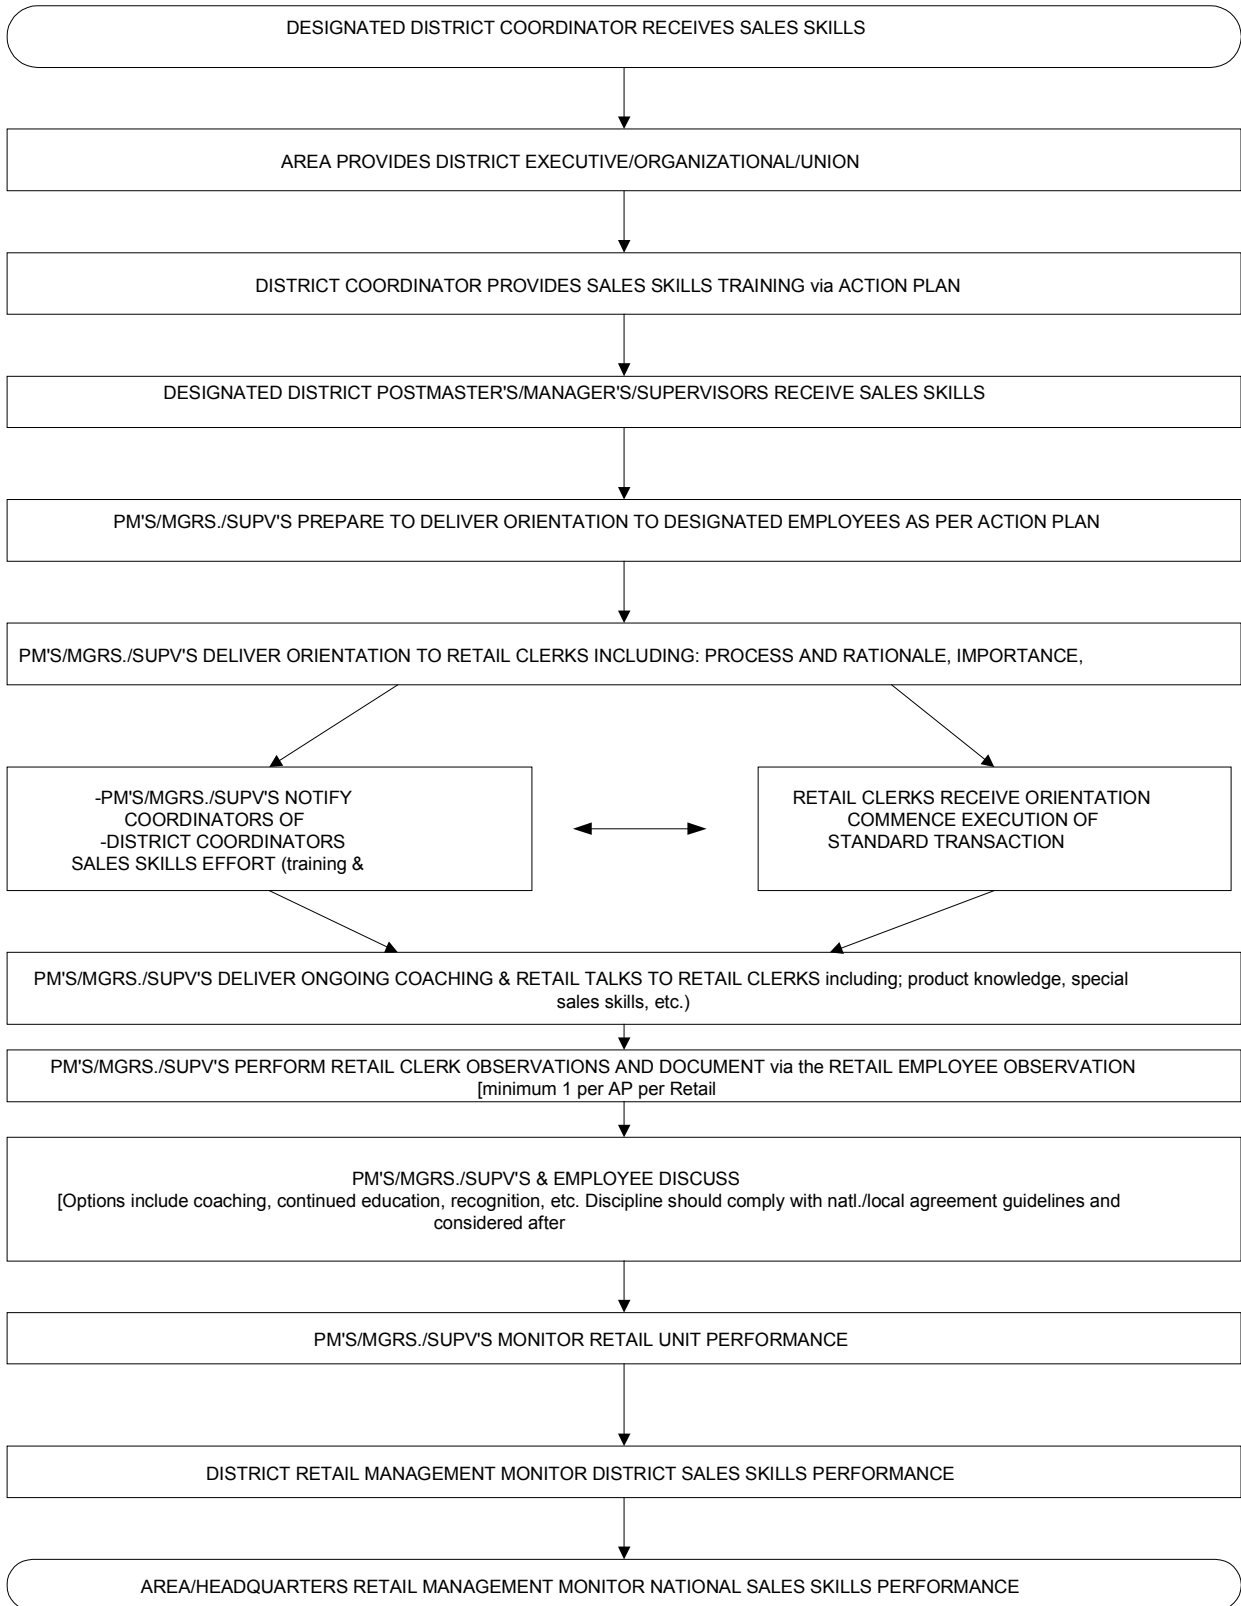 DESIGNATED DISTRICT COORDINATOR RECEIVES SALES SKILLS
AREA PROVIDES DISTRICT EXECUTIVE/ORGANIZATIONAL/UNION
DISTRICT COORDINATOR PROVIDES SALES SKILLS TRAINING via ACTION PLAN
DESIGNATED DISTRICT POSTMASTER'S/MANAGER'S/SUPERVISORS RECEIVE SALES SKILLS
PM'S/MGRS./SUPV'S PREPARE TO DELIVER ORIENTATION TO DESIGNATED EMPLOYEES AS PER ACTION PLAN
PM'S/MGRS./SUPV'S DELIVER ORIENTATION TO RETAIL CLERKS INCLUDING: PROCESS AND RATIONALE, IMPORTANCE,
-PM'S/MGRS./SUPV'S NOTIFY
COORDINATORS OF
-DISTRICT COORDINATORS
SALES SKILLS EFFORT (training &
RETAIL CLERKS RECEIVE ORIENTATION
COMMENCE EXECUTION OF
STANDARD TRANSACTION
PM'S/MGRS./SUPV'S DELIVER ONGOING COACHING & RETAIL TALKS TO RETAIL CLERKS including; product knowledge, special
sales skills, etc.)
PM'S/MGRS./SUPV'S PERFORM RETAIL CLERK OBSERVATIONS AND DOCUMENT via the RETAIL EMPLOYEE OBSERVATION
[minimum 1 per AP per Retail
PM'S/MGRS./SUPV'S & EMPLOYEE DISCUSS
[Options include coaching, continued education, recognition, etc. Discipline should comply with natl./local agreement guidelines and
considered after
PM'S/MGRS./SUPV'S MONITOR RETAIL UNIT PERFORMANCE
DISTRICT RETAIL MANAGEMENT MONITOR DISTRICT SALES SKILLS PERFORMANCE
AREA/HEADQUARTERS RETAIL MANAGEMENT MONITOR NATIONAL SALES SKILLS PERFORMANCE